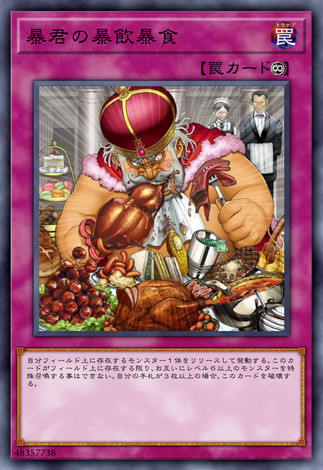 暴君の暴飲暴食
罠
トラップ
【罠カード】
自分フィールド上に存在するモンスター１体をリリースして発動する。このカ
ードがフィールド上に存在する限り、お互いにレベル６以上のモンスターを特
殊召喚する事はできない。自分の手札が３枚以上の場合、このカードを破壊す
る。
48357738